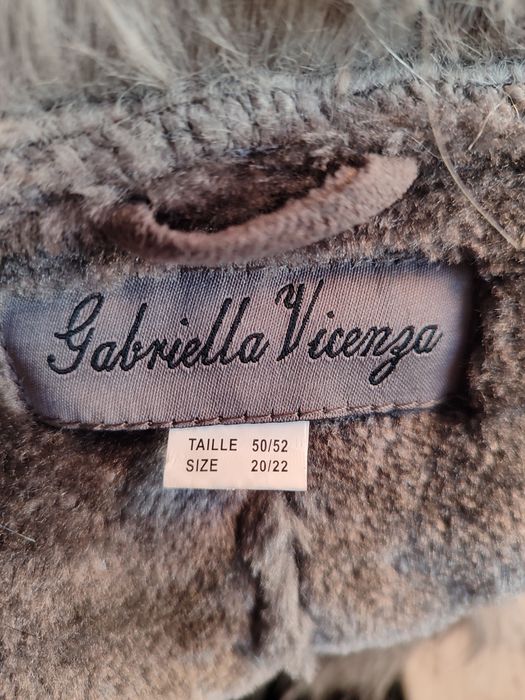 Gabriella Vicenza
TAILLE 50/52
SIZE 20/22